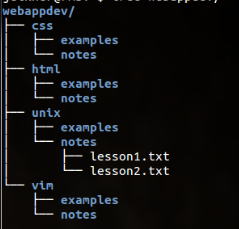 webappdev/
├── css
│   ├── examples
│   └── notes
├── html
│   ├── examples
│   └── notes
├── unix
│   ├── examples
│   └── notes
│       ├── lesson1.txt
│       └── lesson2.txt
└── vim
    ├── examples
    └── notes